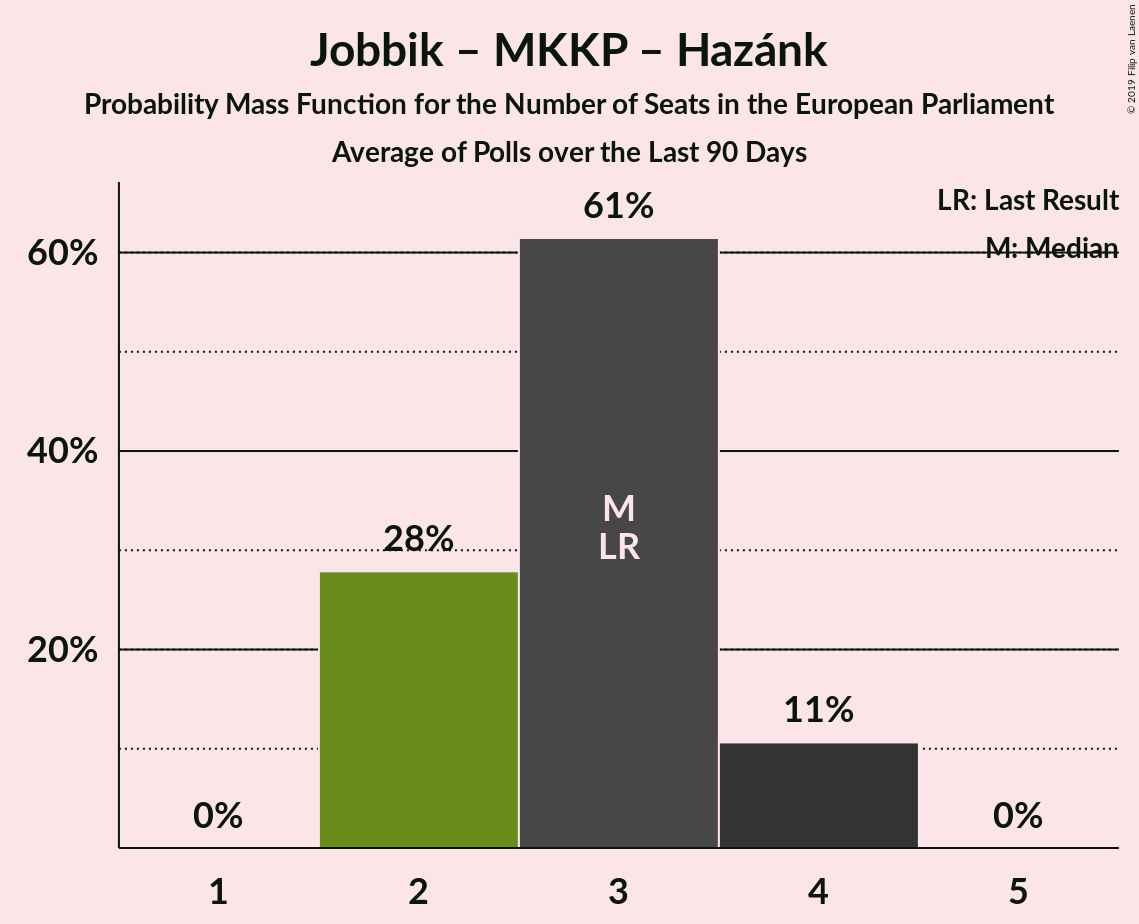 Jobbik – MKKP – Hazánk
Probability Mass Function for the Number of Seats in the European Parliament
Average of Polls over the Last 90 Days
© 2019 Filip van Laenen
LR: Last Result
M: Median
61%
60%
40%
M
28%
LR
20%
11%
0%
0%
1
2
3
4
5